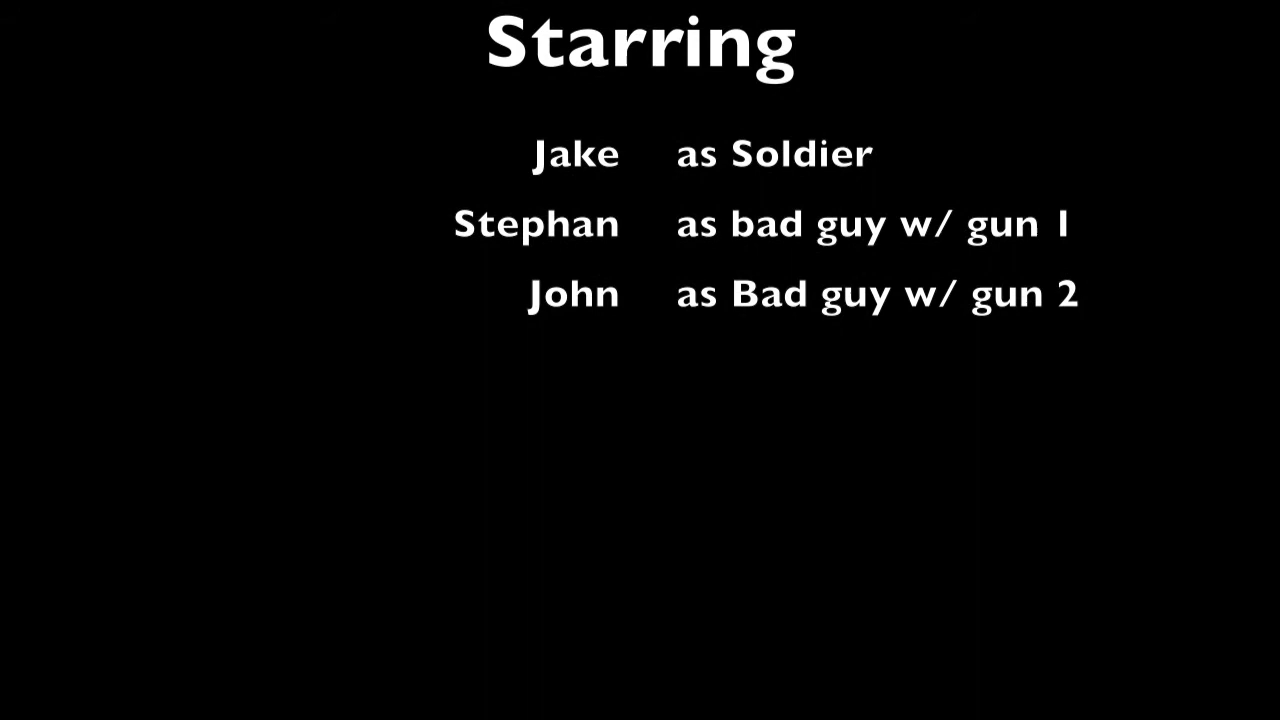 Starring
Jake as Soldier
Stephan as bad guy w/ gun 1
John as Bad guy w/ gun 2